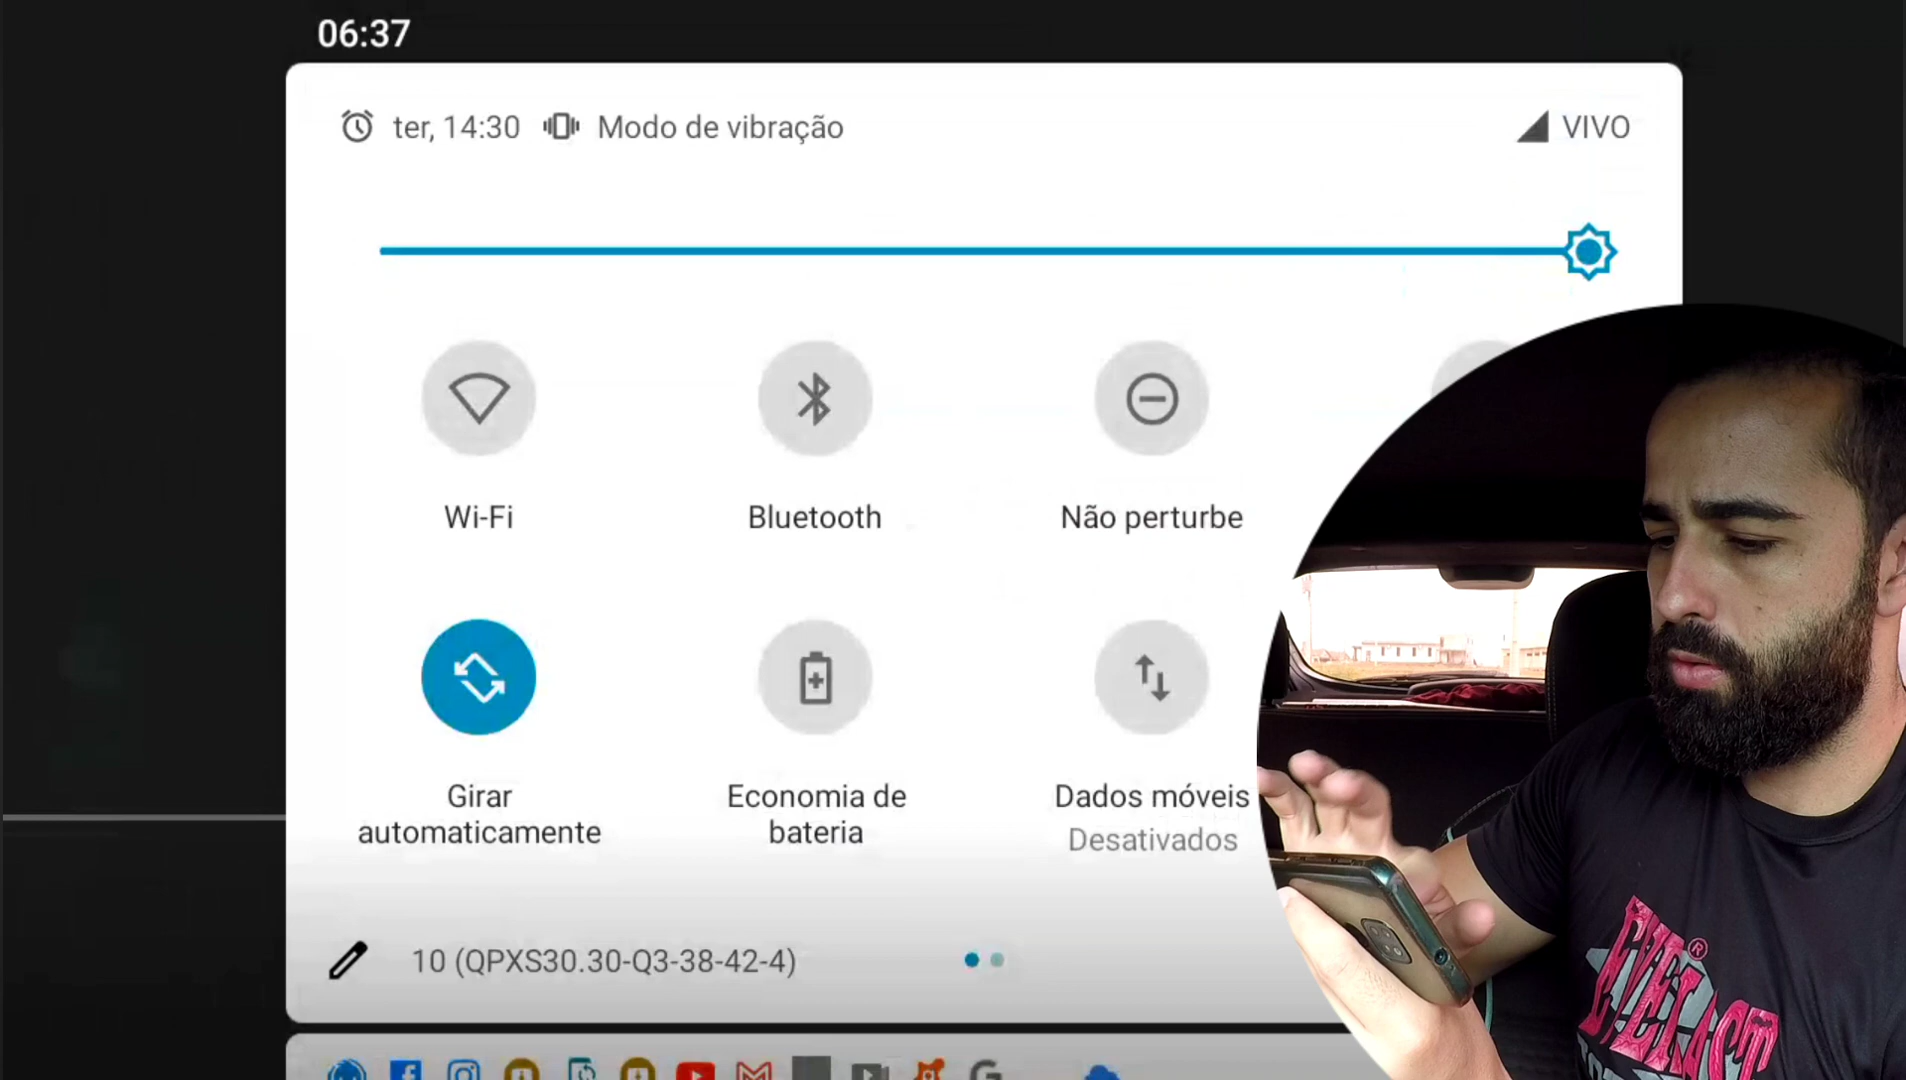 06:37
ter, 14:30 Modo de vibração VIVO
Wi-Fi
Bluetooth
Não perturbe
Girar
automaticamente
Economia de
bateria
Dados móveis
Desativados
10 (QPXS30.30-Q3-38-42-4)
EVERLAST